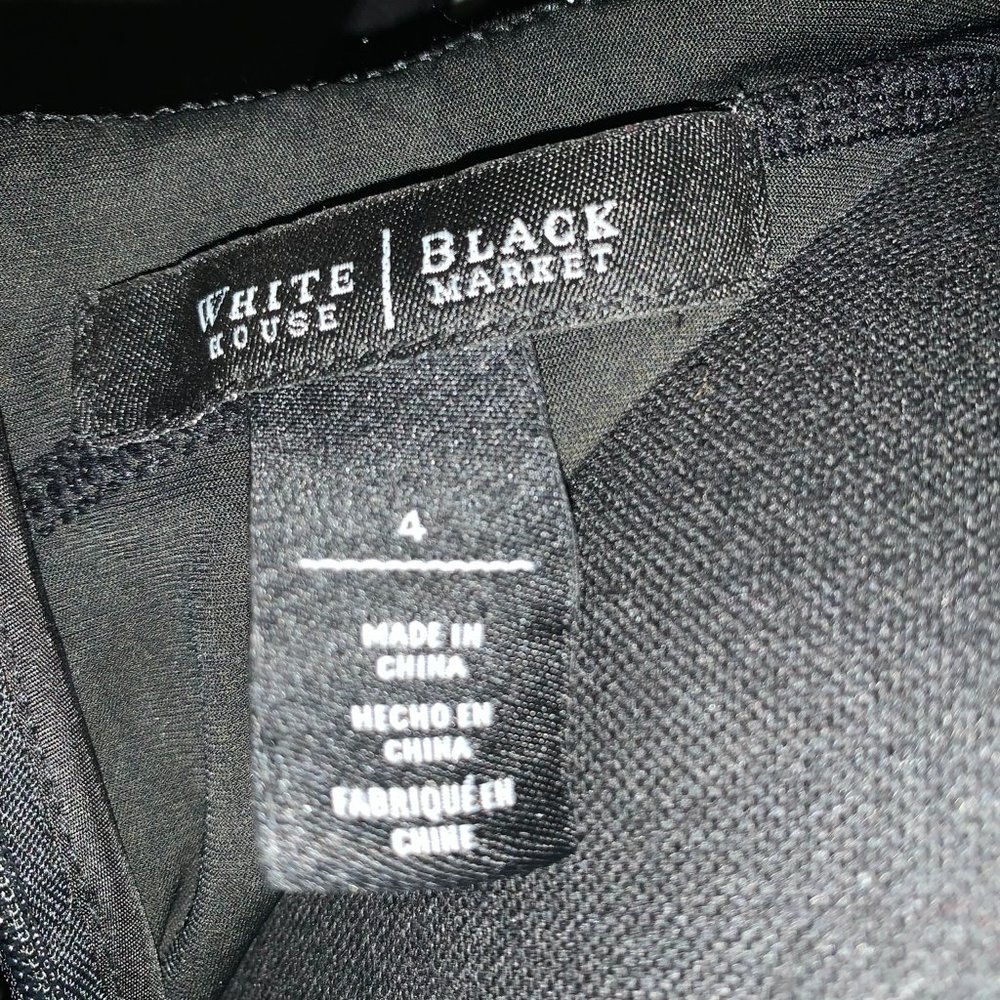 WHITE HOUSE | BLACK MARKET
4
MADE IN
CHINA
HECHO EN
CHINA
FABRIQUÉ EN
CHINE